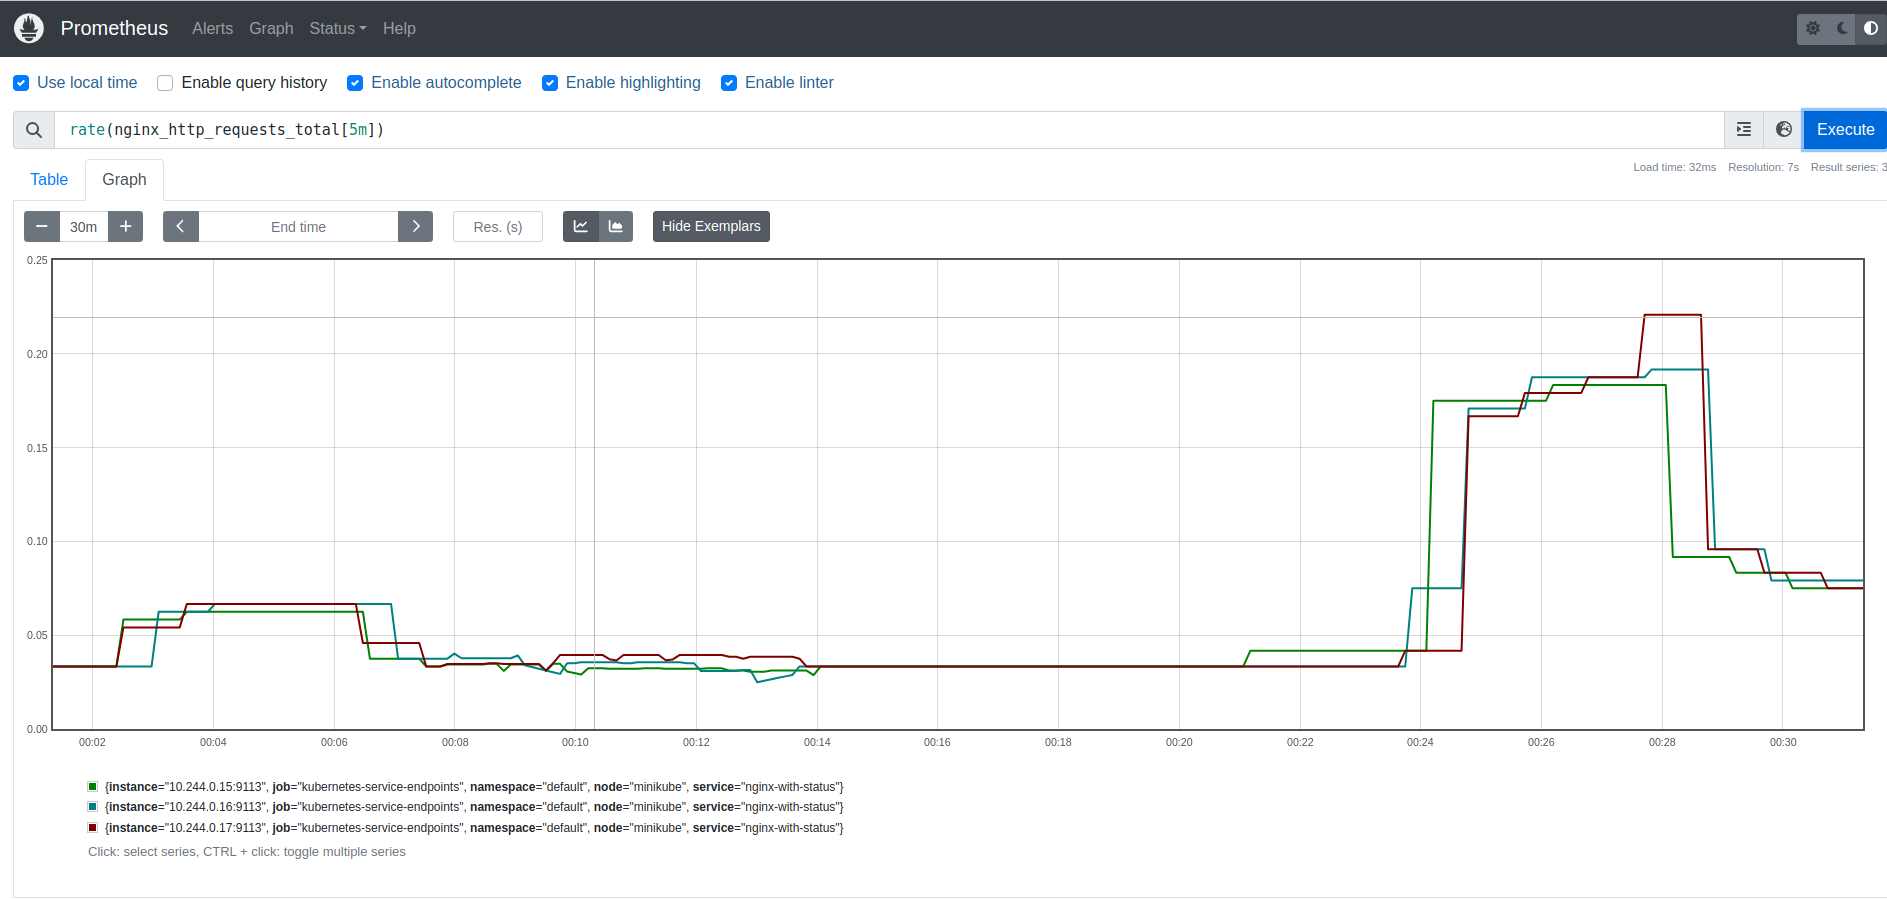 Prometheus Alerts Graph Status Help
Use local time Enable query history Enable autocomplete Enable highlighting Enable linter
rate(nginx_http_requests_total[5m])
Execute
Load time: 32ms Resolution: 7s Result series: 3
Table Graph
− 30m + End time Res. (s) Hide Exemplars
0.25
0.20
0.15
0.10
0.05
0.00
00:02 00:04 00:06 00:08 00:10 00:12 00:14 00:16 00:18 00:20 00:22 00:24 00:26 00:28 00:30
{instance="10.244.0.15:9113", job="kubernetes-service-endpoints", namespace="default", node="minikube", service="nginx-with-status"}
{instance="10.244.0.16:9113", job="kubernetes-service-endpoints", namespace="default", node="minikube", service="nginx-with-status"}
{instance="10.244.0.17:9113", job="kubernetes-service-endpoints", namespace="default", node="minikube", service="nginx-with-status"}
Click: select series, CTRL + click: toggle multiple series